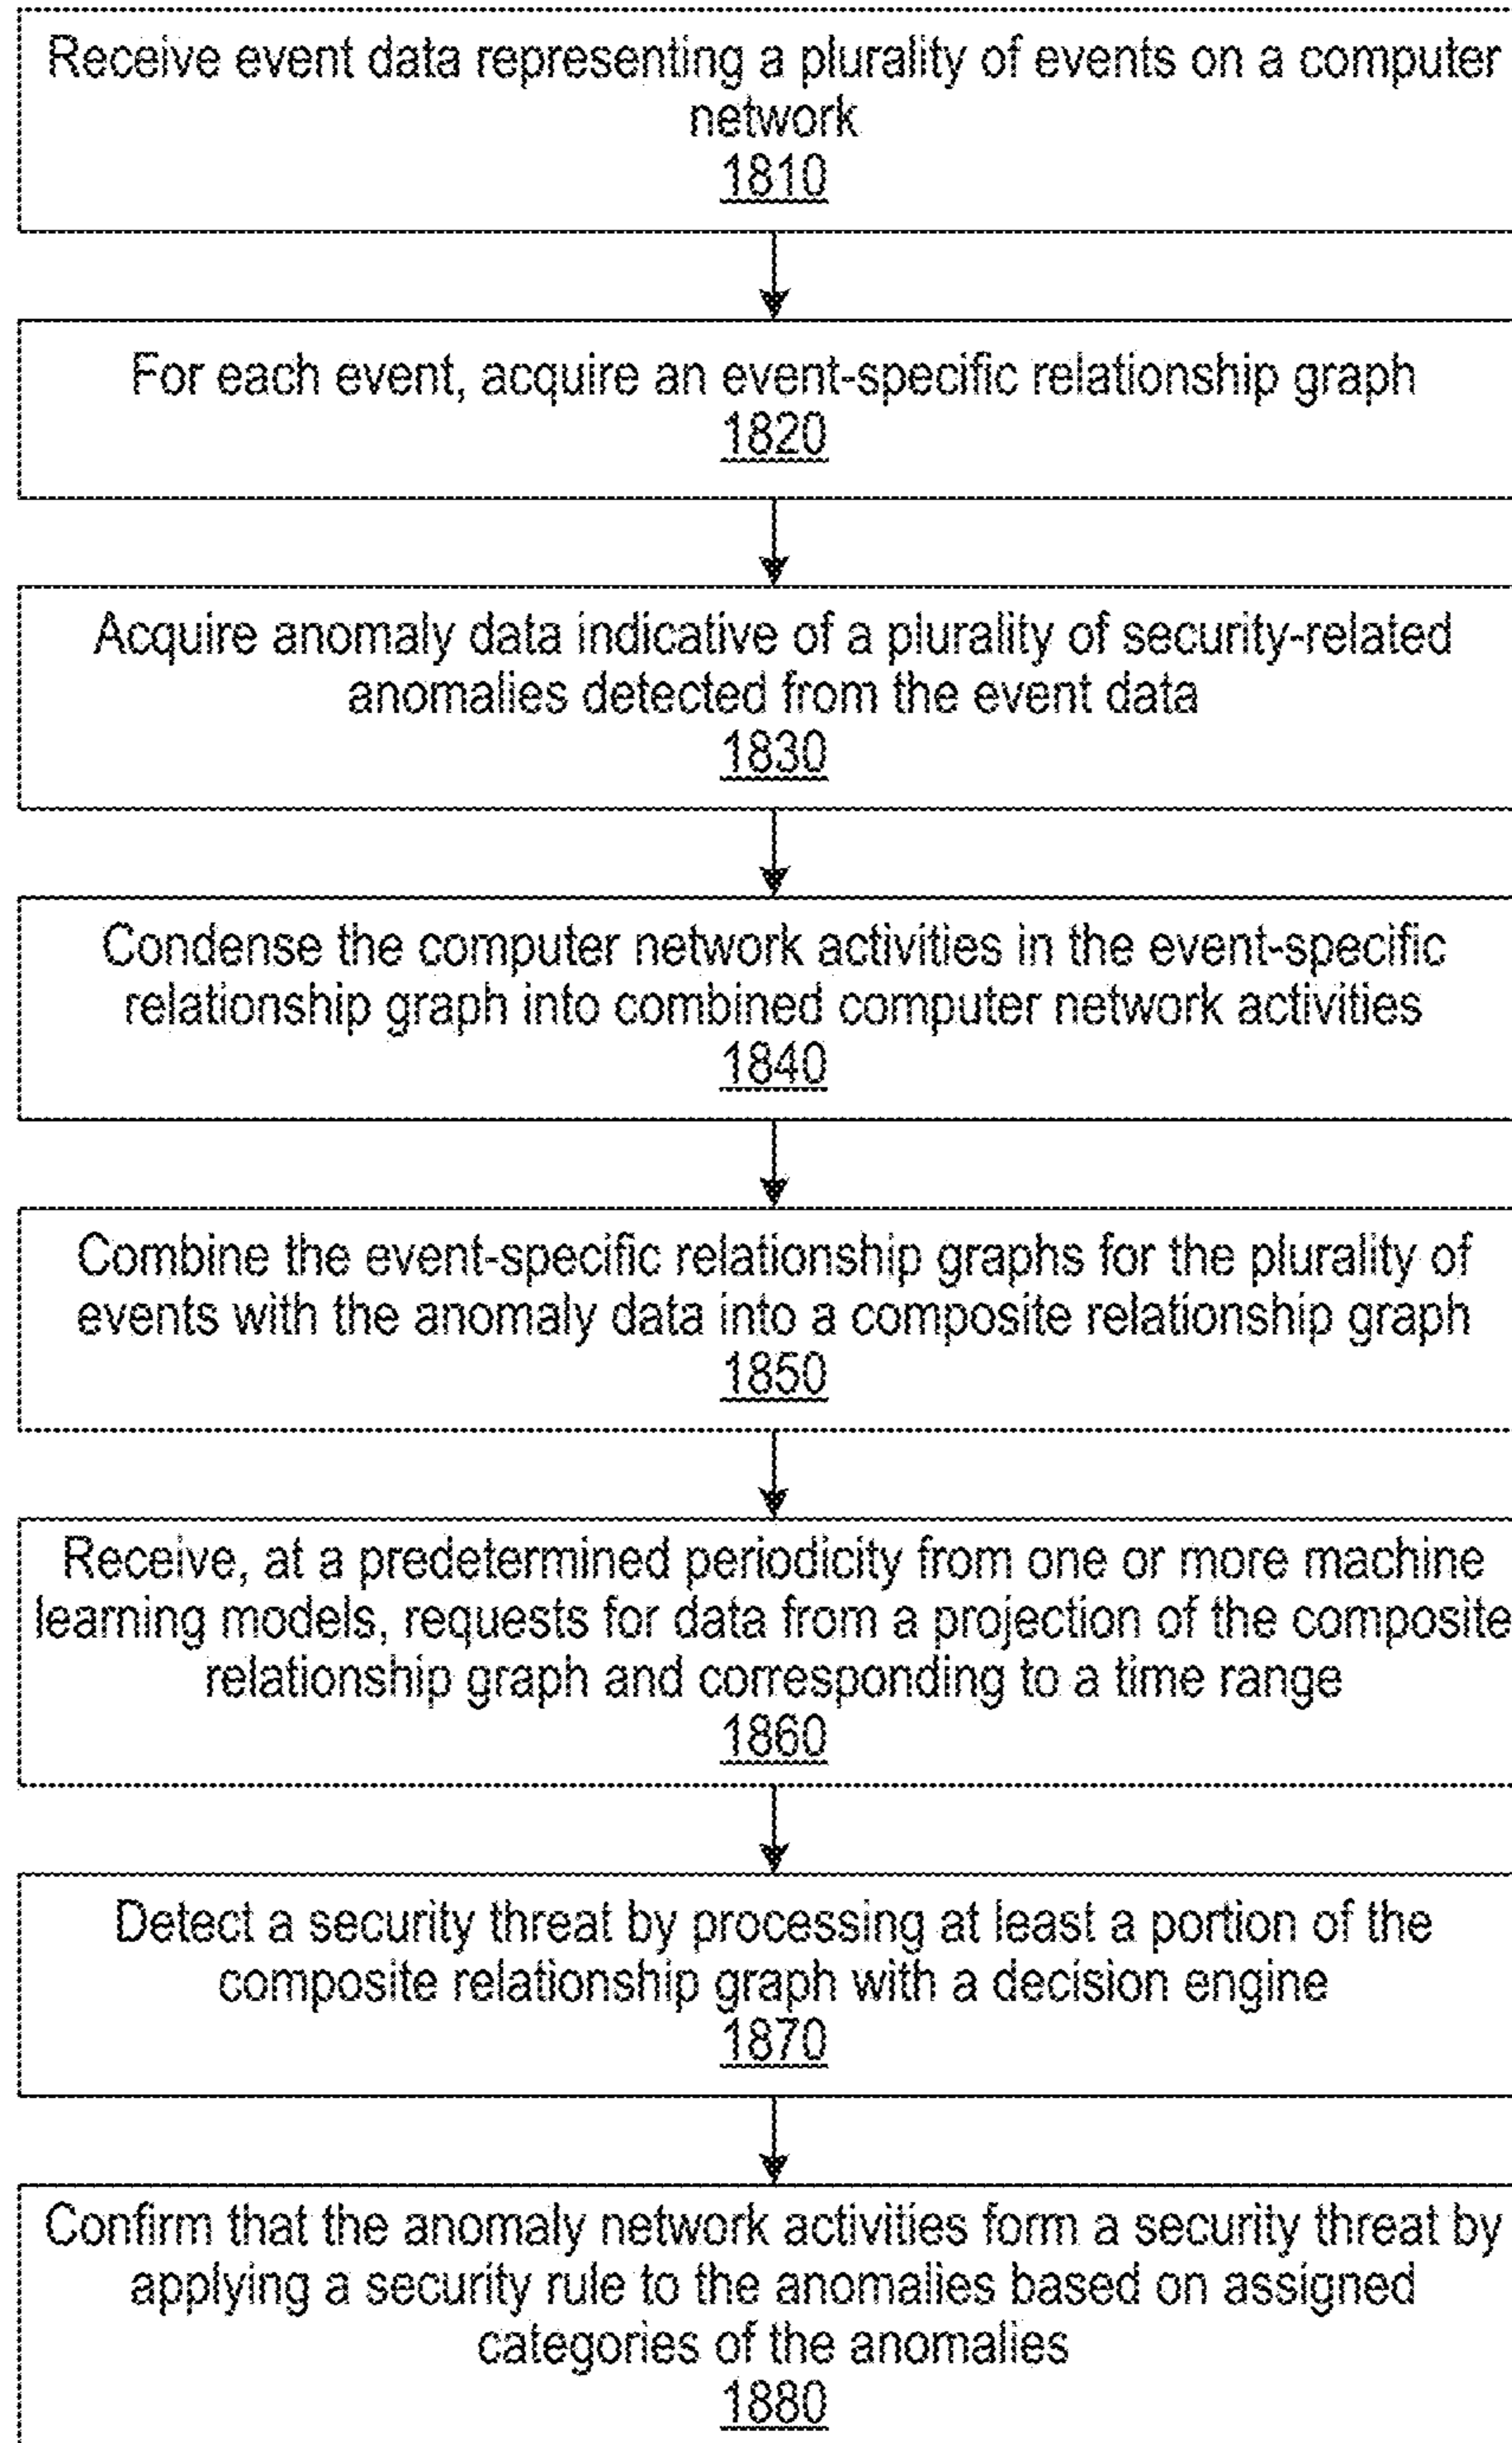 Receive event data representing a plurality of events on a computer
network
1810
For each event, acquire an event-specific relationship graph
1820
Acquire anomaly data indicative of a plurality of security-related
anomalies detected from the event data
1830
Condense the computer network activities in the event-specific
relationship graph into combined computer network activities
1840
Combine the event-specific relationship graphs for the plurality of
events with the anomaly data into a composite relationship graph
1850
Receive, at a predetermined periodicity from one or more machine
learning models, requests for data from a projection of the composite
relationship graph and corresponding to a time range
1860
Detect a security threat by processing at least a portion of the
composite relationship graph with a decision engine
1870
Confirm that the anomaly network activities form a security threat by
applying a security rule to the anomalies based on assigned
categories of the anomalies
1880